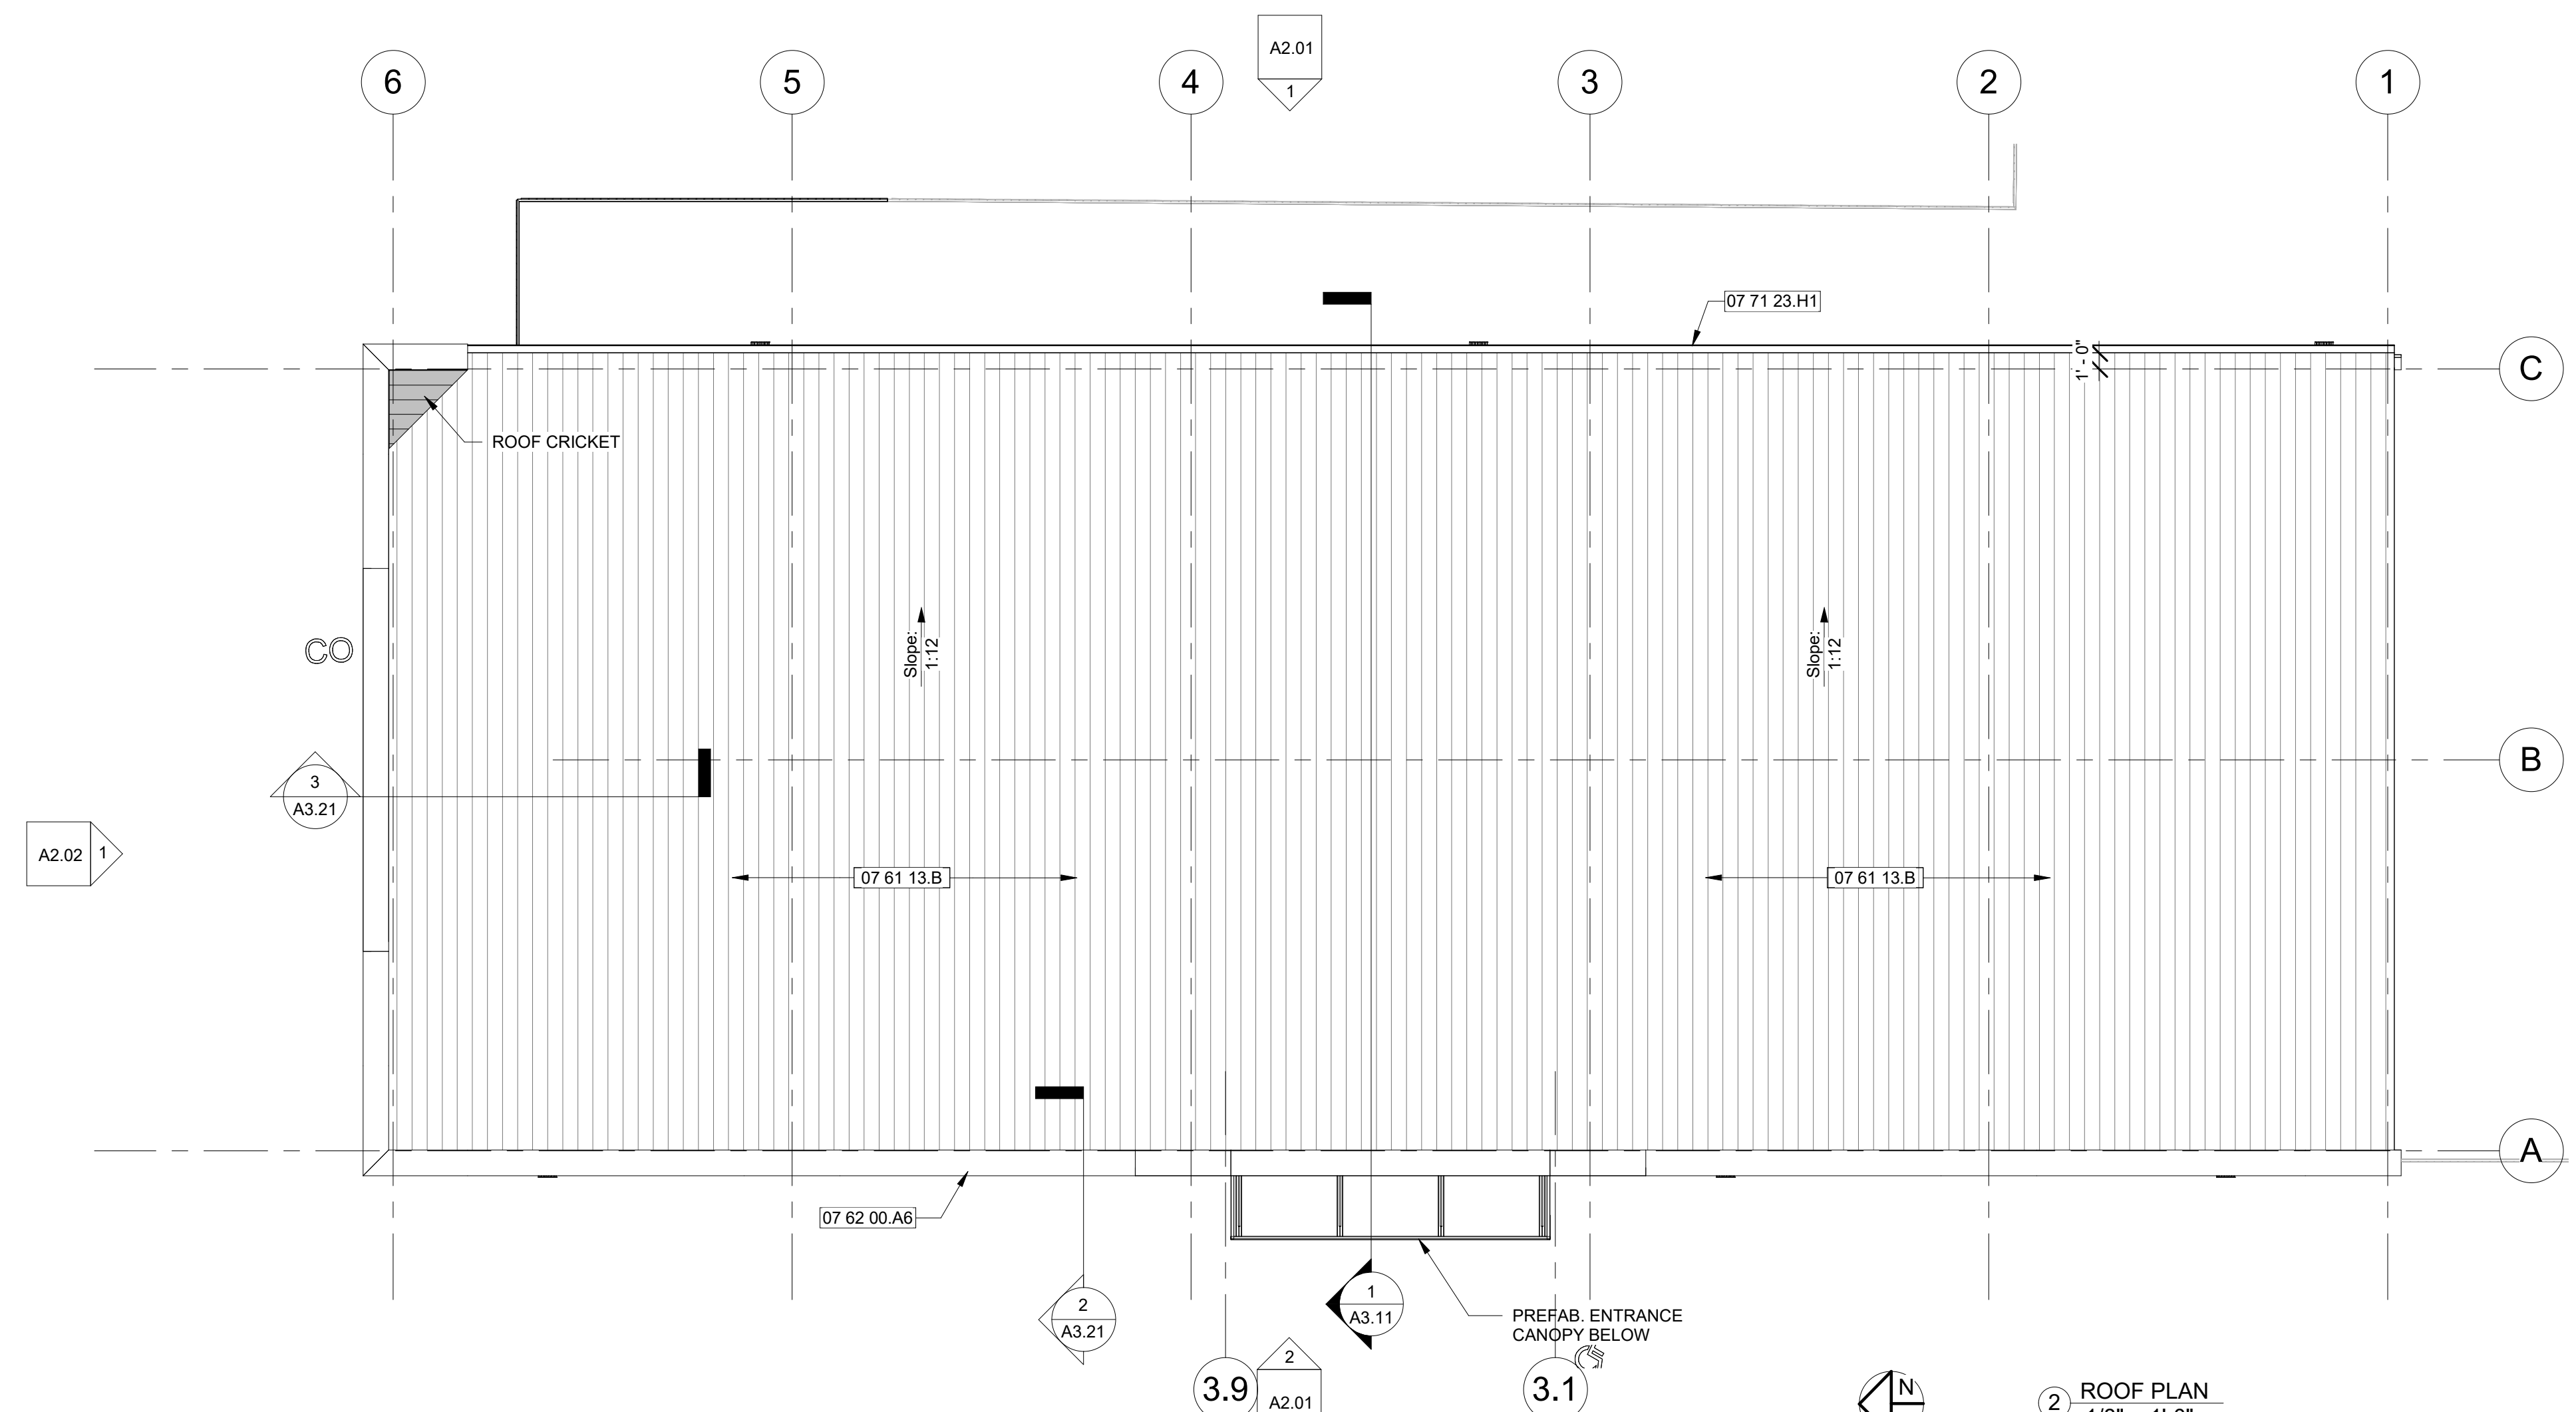 A2.01
1
6
5
4
3
2
1
07 71 23.H1
1' - 0"
C
ROOF CRICKET
CO
Slope:
1:12
Slope:
1:12
B
3
A3.21
A2.02
1
07 61 13.B
07 61 13.B
A
07 62 00.A6
2
A3.21
1
A3.11
PREFAB. ENTRANCE
CANOPY BELOW
2
A2.01
3.9
3.1
N
2
ROOF PLAN